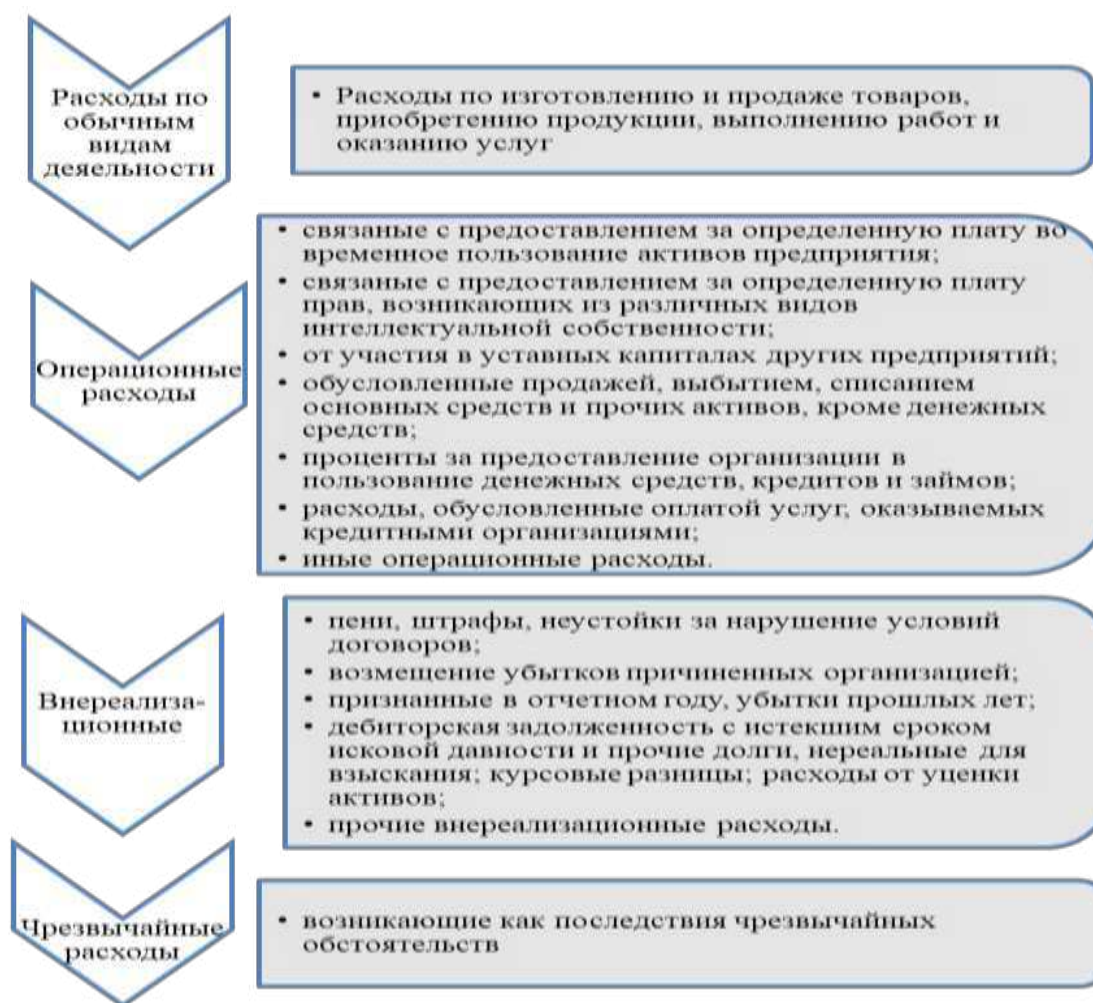 Расходы по
обычным
видам
деяельности
• Расходы по изготовлению и продаже товаров,
приобретению продукции, выполнению работ и
оказанию услуг
Операционные
расходы
• связаные с предоставлением за определенную плату во
временное пользование активов предприятия;
• связаные с предоставлением за определенную плату
прав, возникающих из различных видов
интеллектуальной собственности;
• от участия в уставных капиталах других предприятий;
• обусловленные продажей, выбытием, списанием
основных средств и прочих активов, кроме денежных
средств;
• проценты за предоставление организации в
пользование денежных средств, кредитов и займов;
• расходы, обусловленные оплатой услуг, оказываемых
кредитными организациями;
• иные операционные расходы.
Внереализа-
ционные
• пени, штрафы, неустойки за нарушение условий
договоров;
• возмещение убытков причиненных организацией;
• признанные в отчетном году, убытки прошлых лет;
• дебиторская задолженность с истекшим сроком
исковой давности и прочие долги, нереальные для
взыскания; курсовые разницы; расходы от уценки
активов;
• прочие внереализационные расходы.
Чрезвычайные
расходы
• возникающие как последствия чрезвычайных
обстоятельств